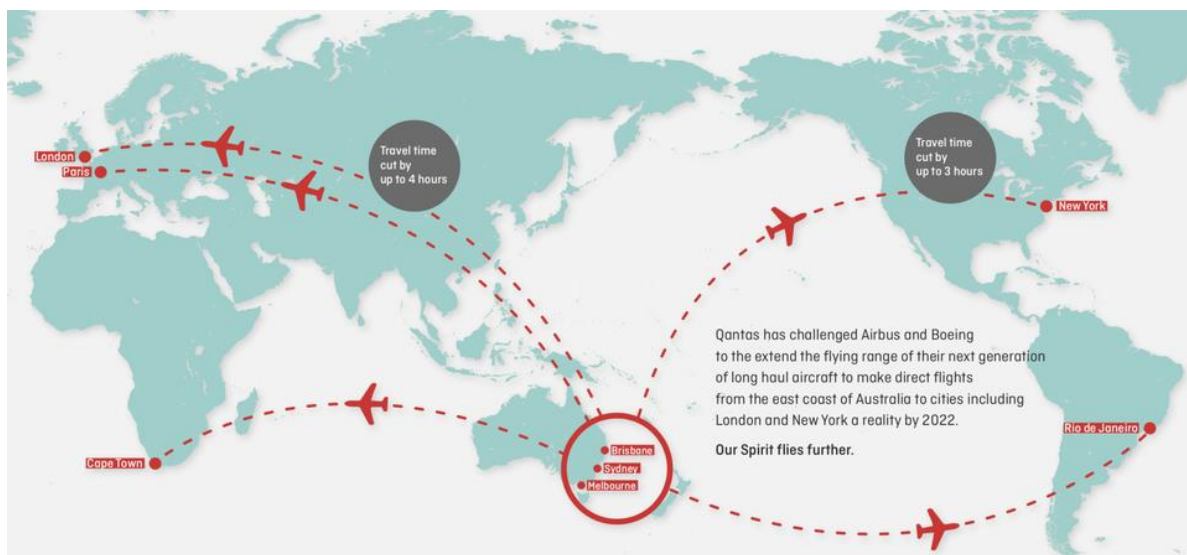 London
Paris
Travel time
cut by
up to 4 hours
Travel time
cut by
up to 3 hours
New York
Qantas has challenged Airbus and Boeing
to the extend the flying range of their next generation
of long haul aircraft to make direct flights
from the east coast of Australia to cities including
London and New York a reality by 2022.
Our Spirit flies further.
Rio de Janeiro
Brisbane
Sydney
Melbourne
Cape Town